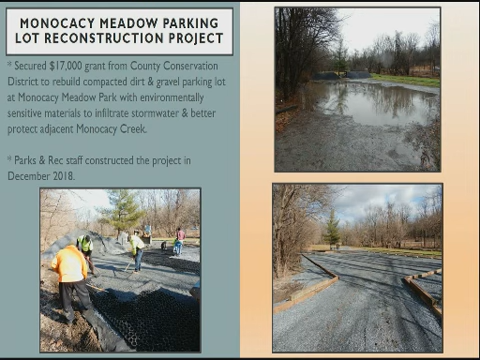 MONOCACY MEADOW PARKING
LOT RECONSTRUCTION PROJECT
* Secured $17,000 grant from County Conservation
District to rebuild compacted dirt & gravel parking lot
at Monocacy Meadow Park with environmentally
sensitive materials to infiltrate stormwater & better
protect adjacent Monocacy Creek.
* Parks & Rec staff constructed the project in
December 2018.